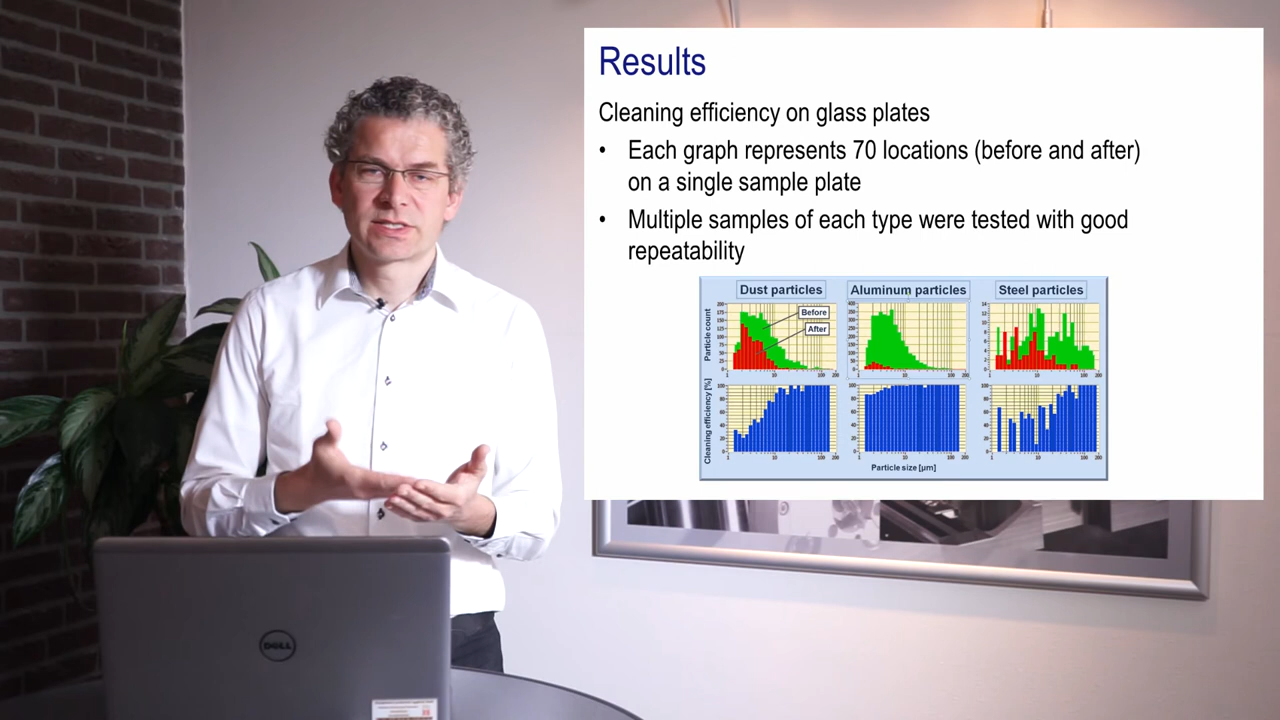 Results
Cleaning efficiency on glass plates
• Each graph represents 70 locations (before and after)
on a single sample plate
• Multiple samples of each type were tested with good
repeatability
Dust particles
Aluminum particles
Steel particles
Particle count
Before
After
Cleaning efficiency [%]
Particle size [µm]
DELL